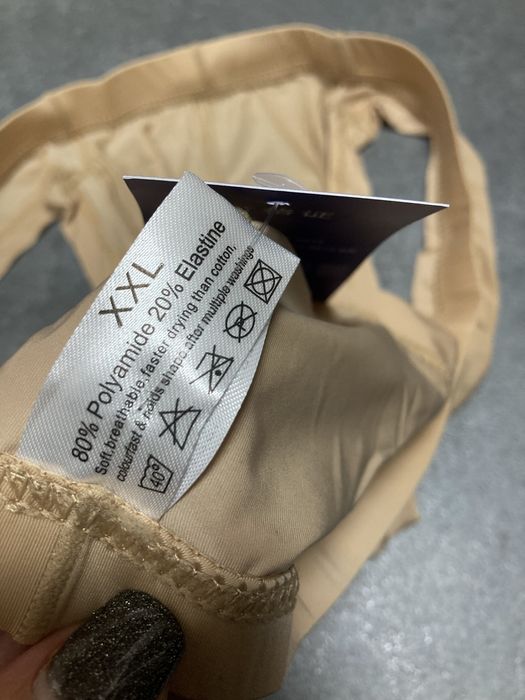 XXL
80% Polyamide 20% Elastine
Soft,breathable,faster drying than cotton,
colourfast & holds shape after multiple washings
40°